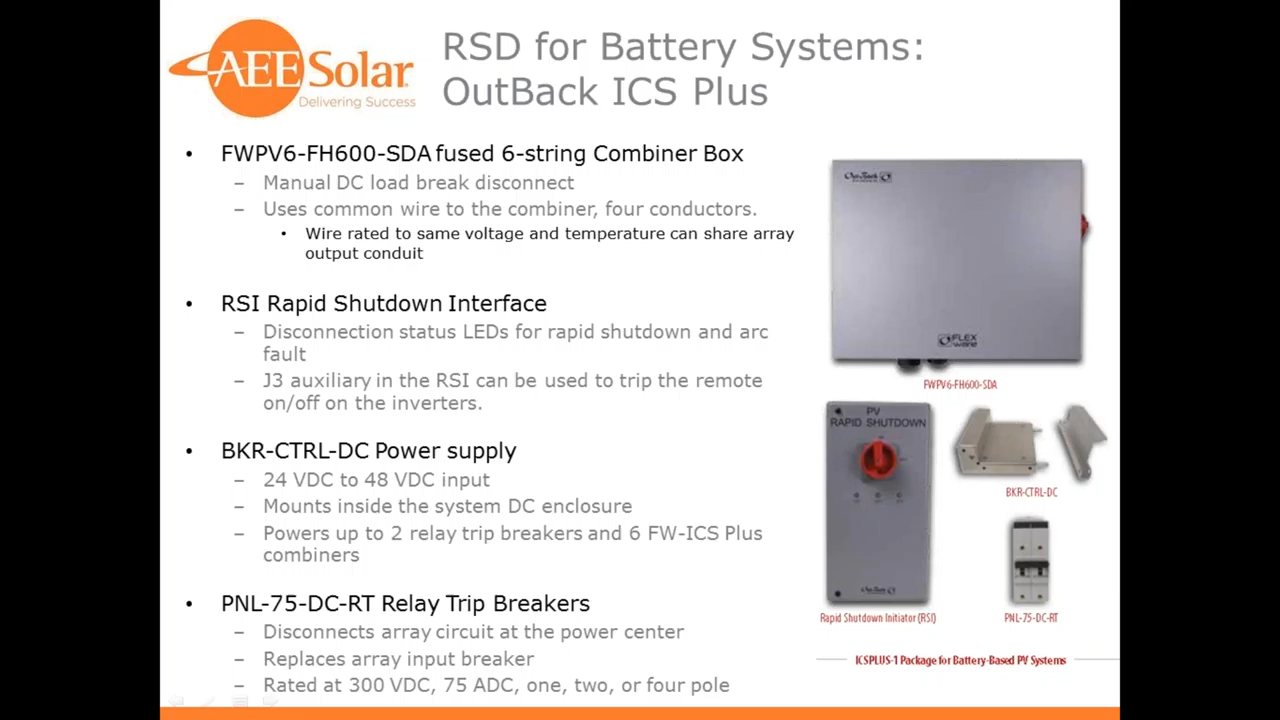 AEE Solar
Delivering Success
RSD for Battery Systems:
OutBack ICS Plus
• FWPV6-FH600-SDA fused 6-string Combiner Box
– Manual DC load break disconnect
– Uses common wire to the combiner, four conductors.
• Wire rated to same voltage and temperature can share array
output conduit
• RSI Rapid Shutdown Interface
– Disconnection status LEDs for rapid shutdown and arc
fault
– J3 auxiliary in the RSI can be used to trip the remote
on/off on the inverters.
• BKR-CTRL-DC Power supply
– 24 VDC to 48 VDC input
– Mounts inside the system DC enclosure
– Powers up to 2 relay trip breakers and 6 FW-ICS Plus
combiners
• PNL-75-DC-RT Relay Trip Breakers
– Disconnects array circuit at the power center
– Replaces array input breaker
– Rated at 300 VDC, 75 ADC, one, two, or four pole
OutBack
FLEX
ware
FWPV6-FH600-SDA
PV
RAPID SHUTDOWN
OutBack
Rapid Shutdown Initiator (RSI)
BKR-CTRL-DC
PNL-75-DC-RT
ICSPLUS-1 Package for Battery-Based PV Systems